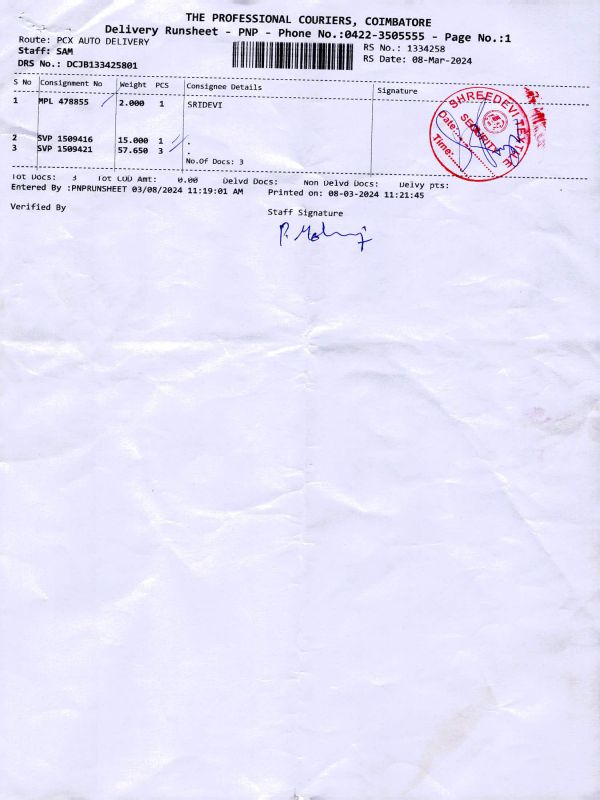 THE PROFESSIONAL COURIERS, COIMBATORE
Delivery Runsheet - PNP - Phone No.:0422-3505555 - Page No.:1
Route: PCX AUTO DELIVERY
RS No.: 1334258
Staff: SAM
RS Date: 08-Mar-2024
DRS No.: DCJB133425801
S No Consignment No Weight PCS Consignee Details Signature
1 MPL 478855 2.000 1 SRIDEVI
2 SVP 1509416 15.000 1 .
3 SVP 1509421 57.650 3 .
No.Of Docs: 3
SHREEDEVI TEXTILE
SECURITY
Date:
Time:
Tot Docs: 3 Tot COD Amt: 0.00 Delvd Docs: Non Delvd Docs: Delvy pts:
Entered By :PNPRUNSHEET 03/08/2024 11:19:01 AM Printed on: 08-03-2024 11:21:45
Verified By
Staff Signature